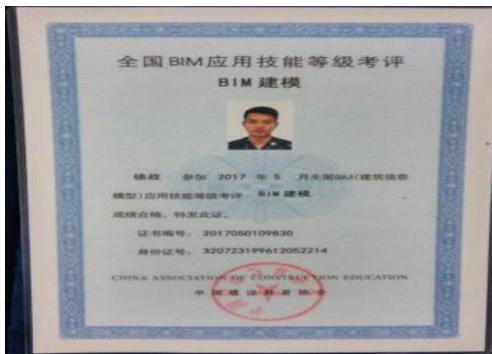 全国BIM应用技能等级考评
BIM 建模
徐政 参加 2017 年 5 月全国BIM(建筑信息
模型)应用技能等级考评 BIM 建模
成绩合格，特发此证。
证书编号：2017050109830
身份证号：320723199612052214
CHINA ASSOCIATION OF CONSTRUCTION EDUCATION
中国建设教育协会